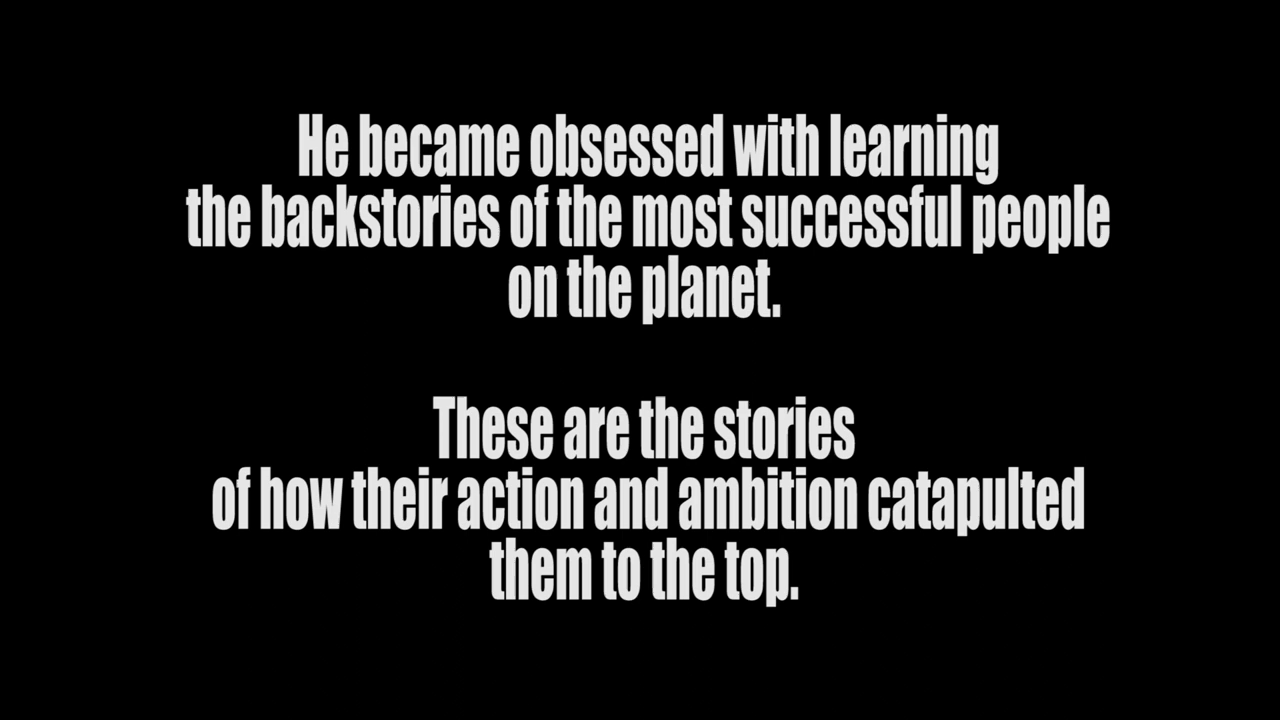 He became obsessed with learning
the backstories of the most successful people
on the planet.
These are the stories
of how their action and ambition catapulted
them to the top.